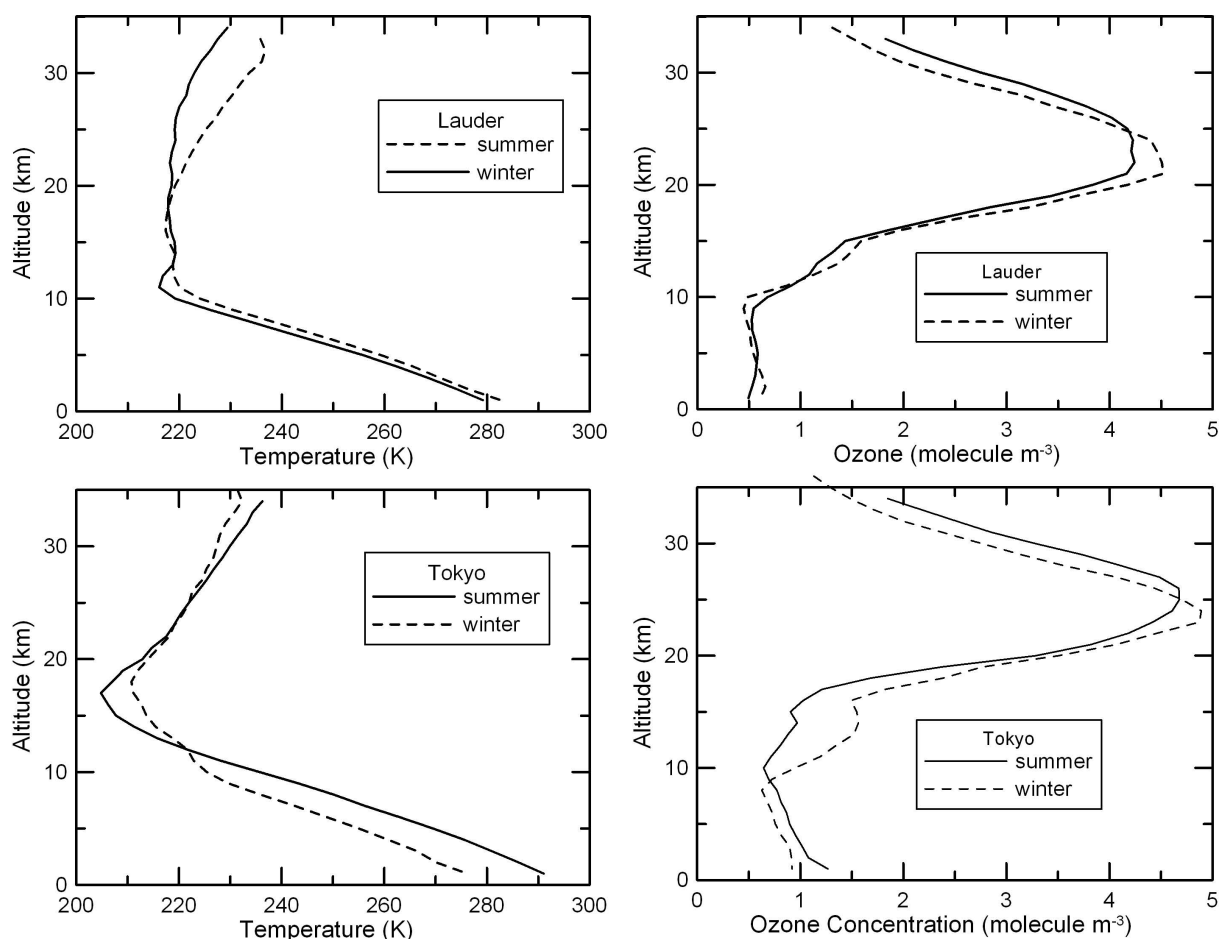 30
20
10
0
Altitude (km)
Lauder
summer
winter
200 220 240 260 280 300
Temperature (K)
30
20
10
0
Altitude (km)
Lauder
summer
winter
0 1 2 3 4 5
Ozone (molecule m-3)
30
20
10
0
Altitude (km)
Tokyo
summer
winter
200 220 240 260 280 300
Temperature (K)
30
20
10
0
Altitude (km)
Tokyo
summer
winter
0 1 2 3 4 5
Ozone Concentration (molecule m-3)